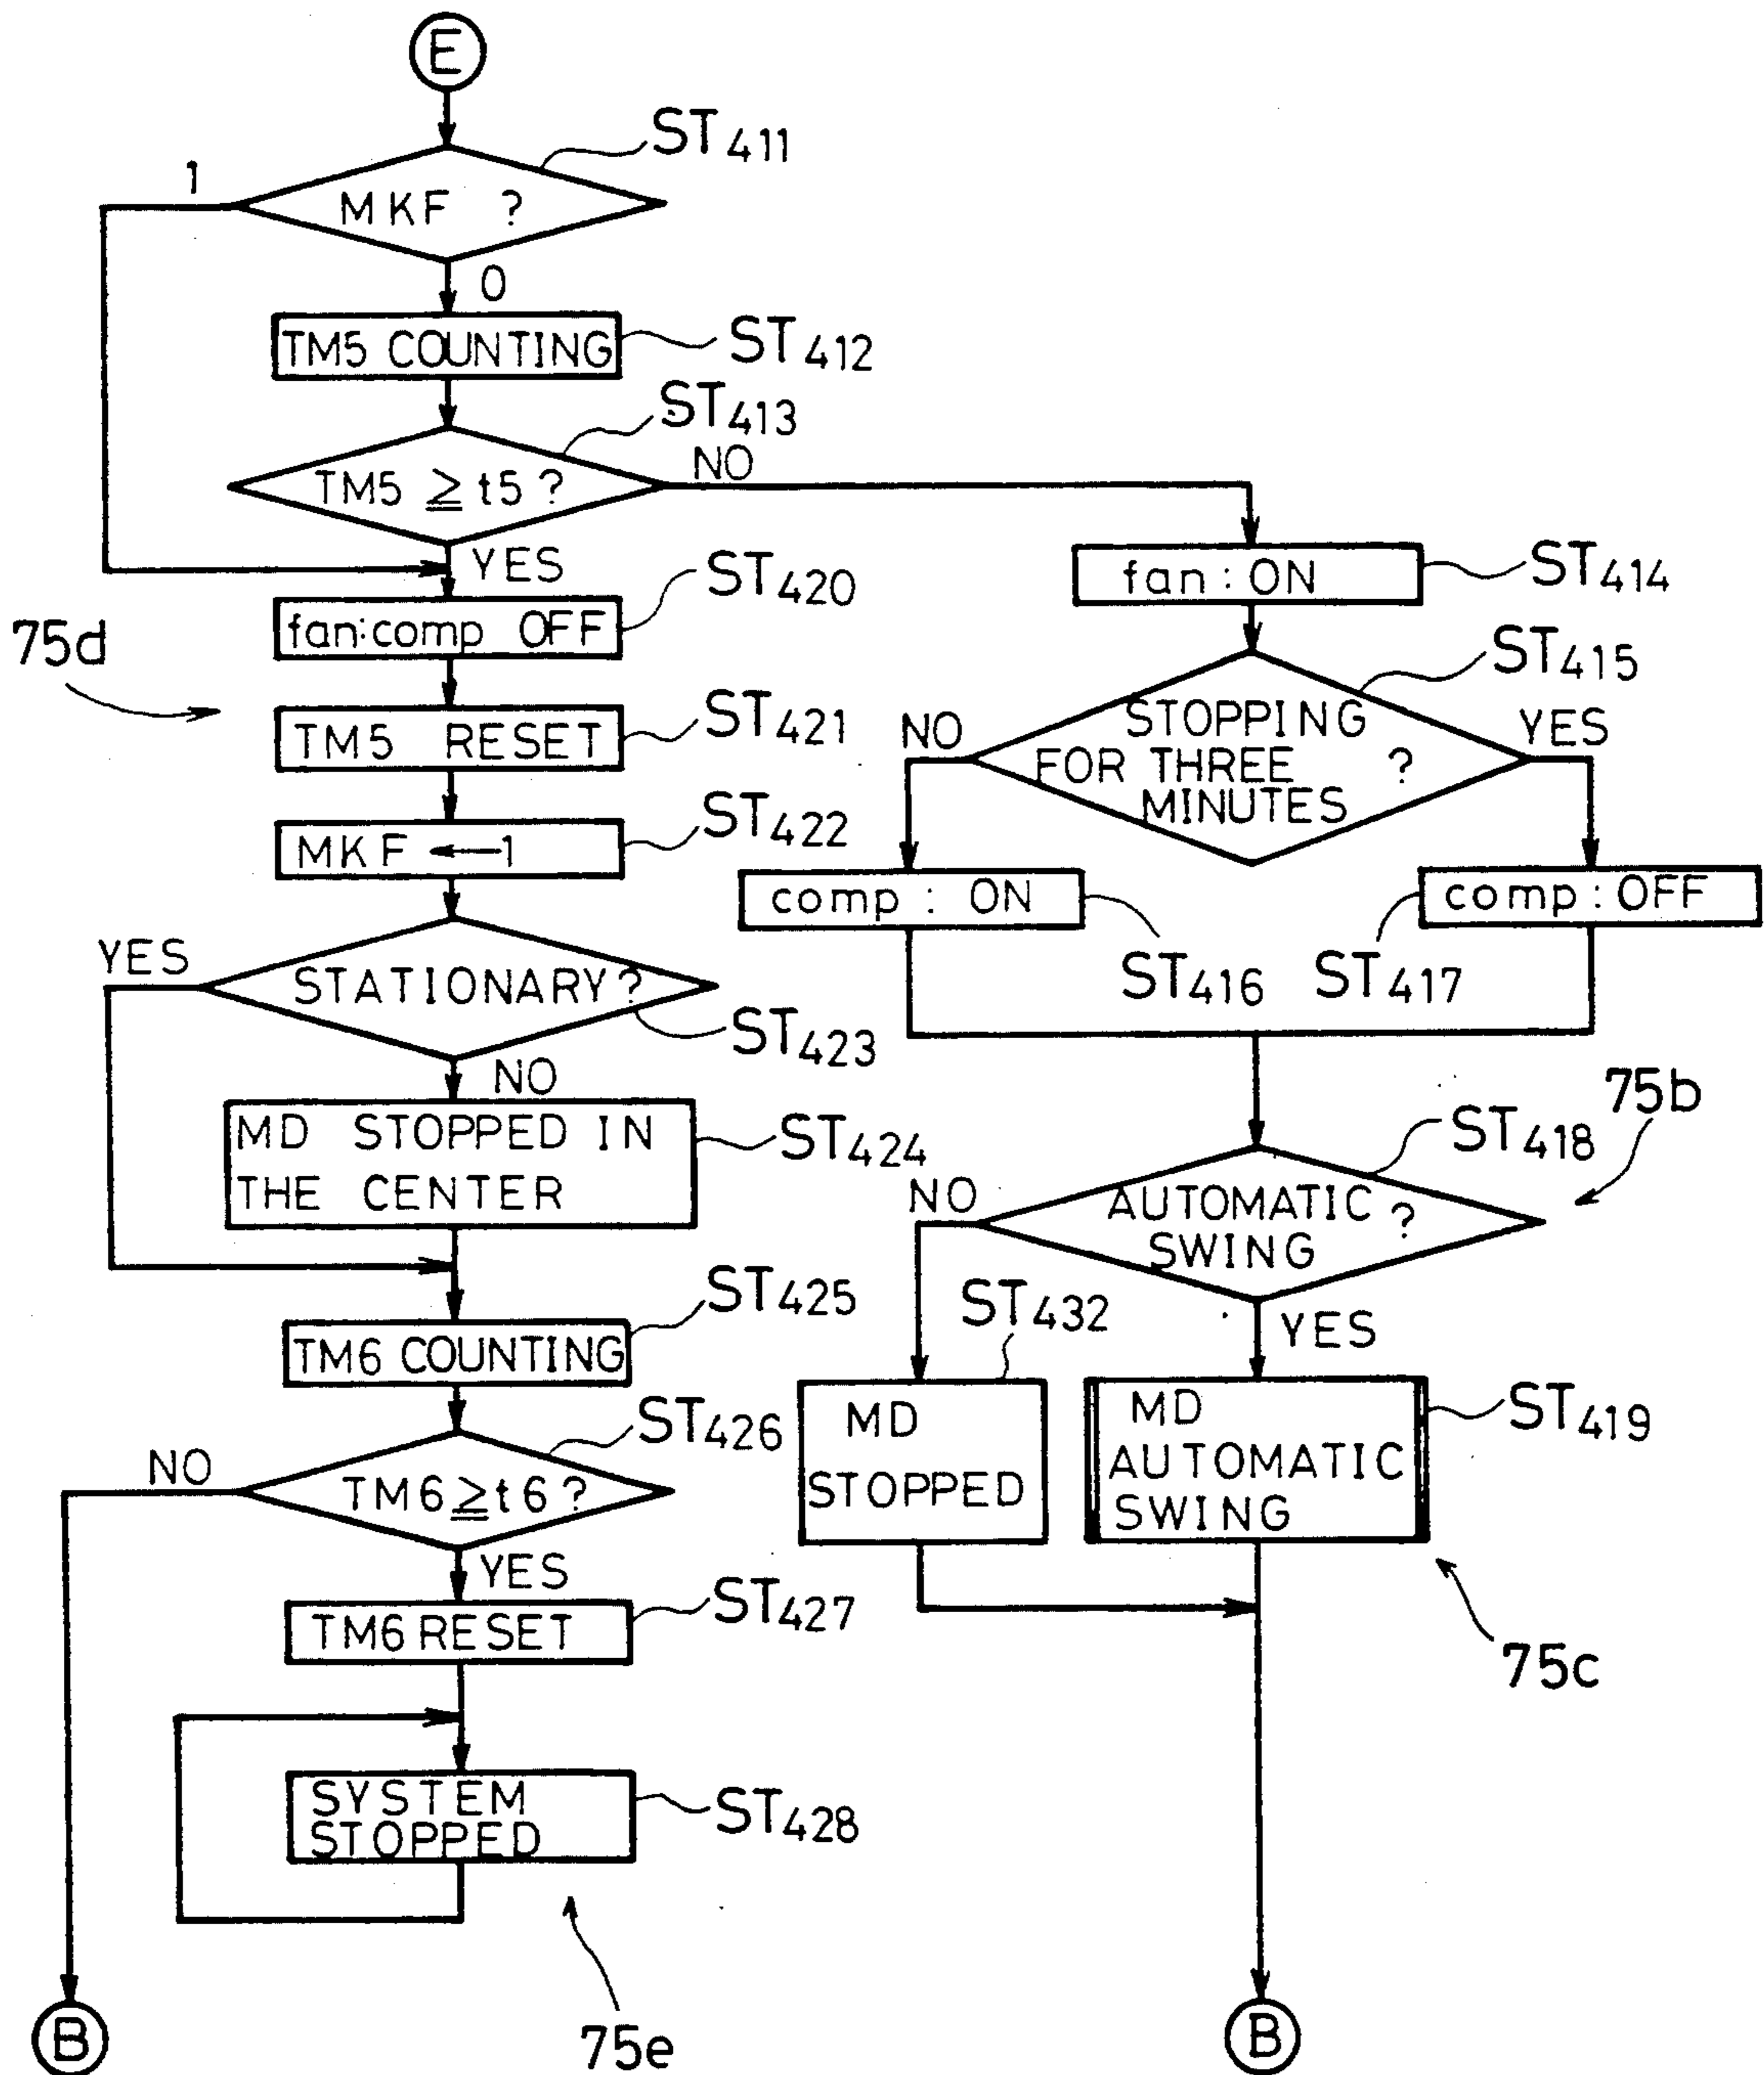 E
ST411
1
MKF ?
0
TM5 COUNTING
ST412
ST413
TM5 ≧ t5 ?
NO
YES
fan : ON
ST414
ST420
fan:comp OFF
75d
ST415
STOPPING
FOR THREE ?
MINUTES
NO
YES
TM5 RESET
ST421
ST422
MKF ← 1
comp : ON
comp : OFF
ST416
ST417
YES
STATIONARY ?
ST423
NO
MD STOPPED IN
THE CENTER
ST424
75b
ST418
NO
AUTOMATIC ?
SWING
YES
ST425
TM6 COUNTING
ST432
MD
STOPPED
MD
AUTOMATIC
SWING
ST419
ST426
NO
TM6 ≧ t6 ?
YES
ST427
TM6 RESET
75c
SYSTEM
STOPPED
ST428
75e
B
B